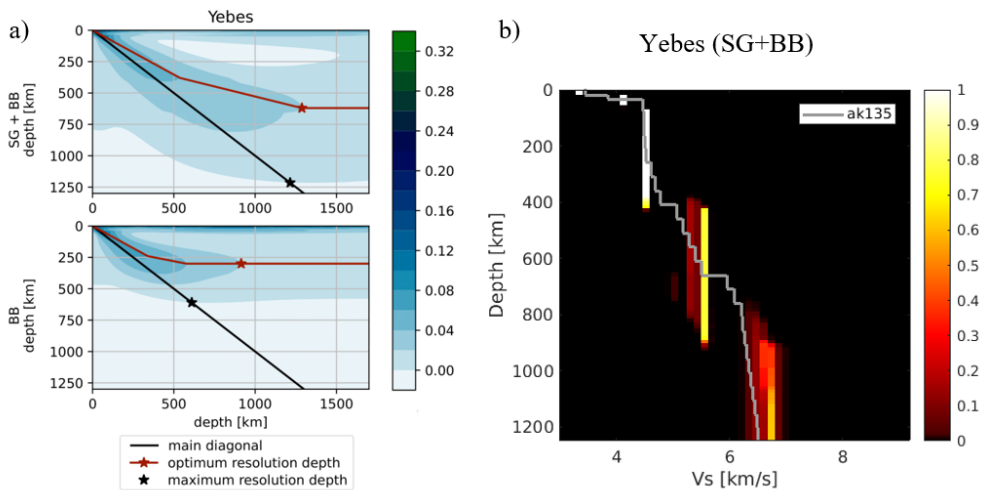 a)
Yebes
0
250
500
750
1000
1250
SG + BB
depth [km]
0 500 1000 1500
0
250
500
750
1000
1250
BB
depth [km]
0 500 1000 1500
depth [km]
0.32
0.28
0.24
0.20
0.16
0.12
0.08
0.04
0.00
main diagonal
optimum resolution depth
maximum resolution depth
b)
Yebes (SG+BB)
ak135
0
200
400
600
800
1000
1200
Depth [km]
4 6 8
Vs [km/s]
1
0.9
0.8
0.7
0.6
0.5
0.4
0.3
0.2
0.1
0